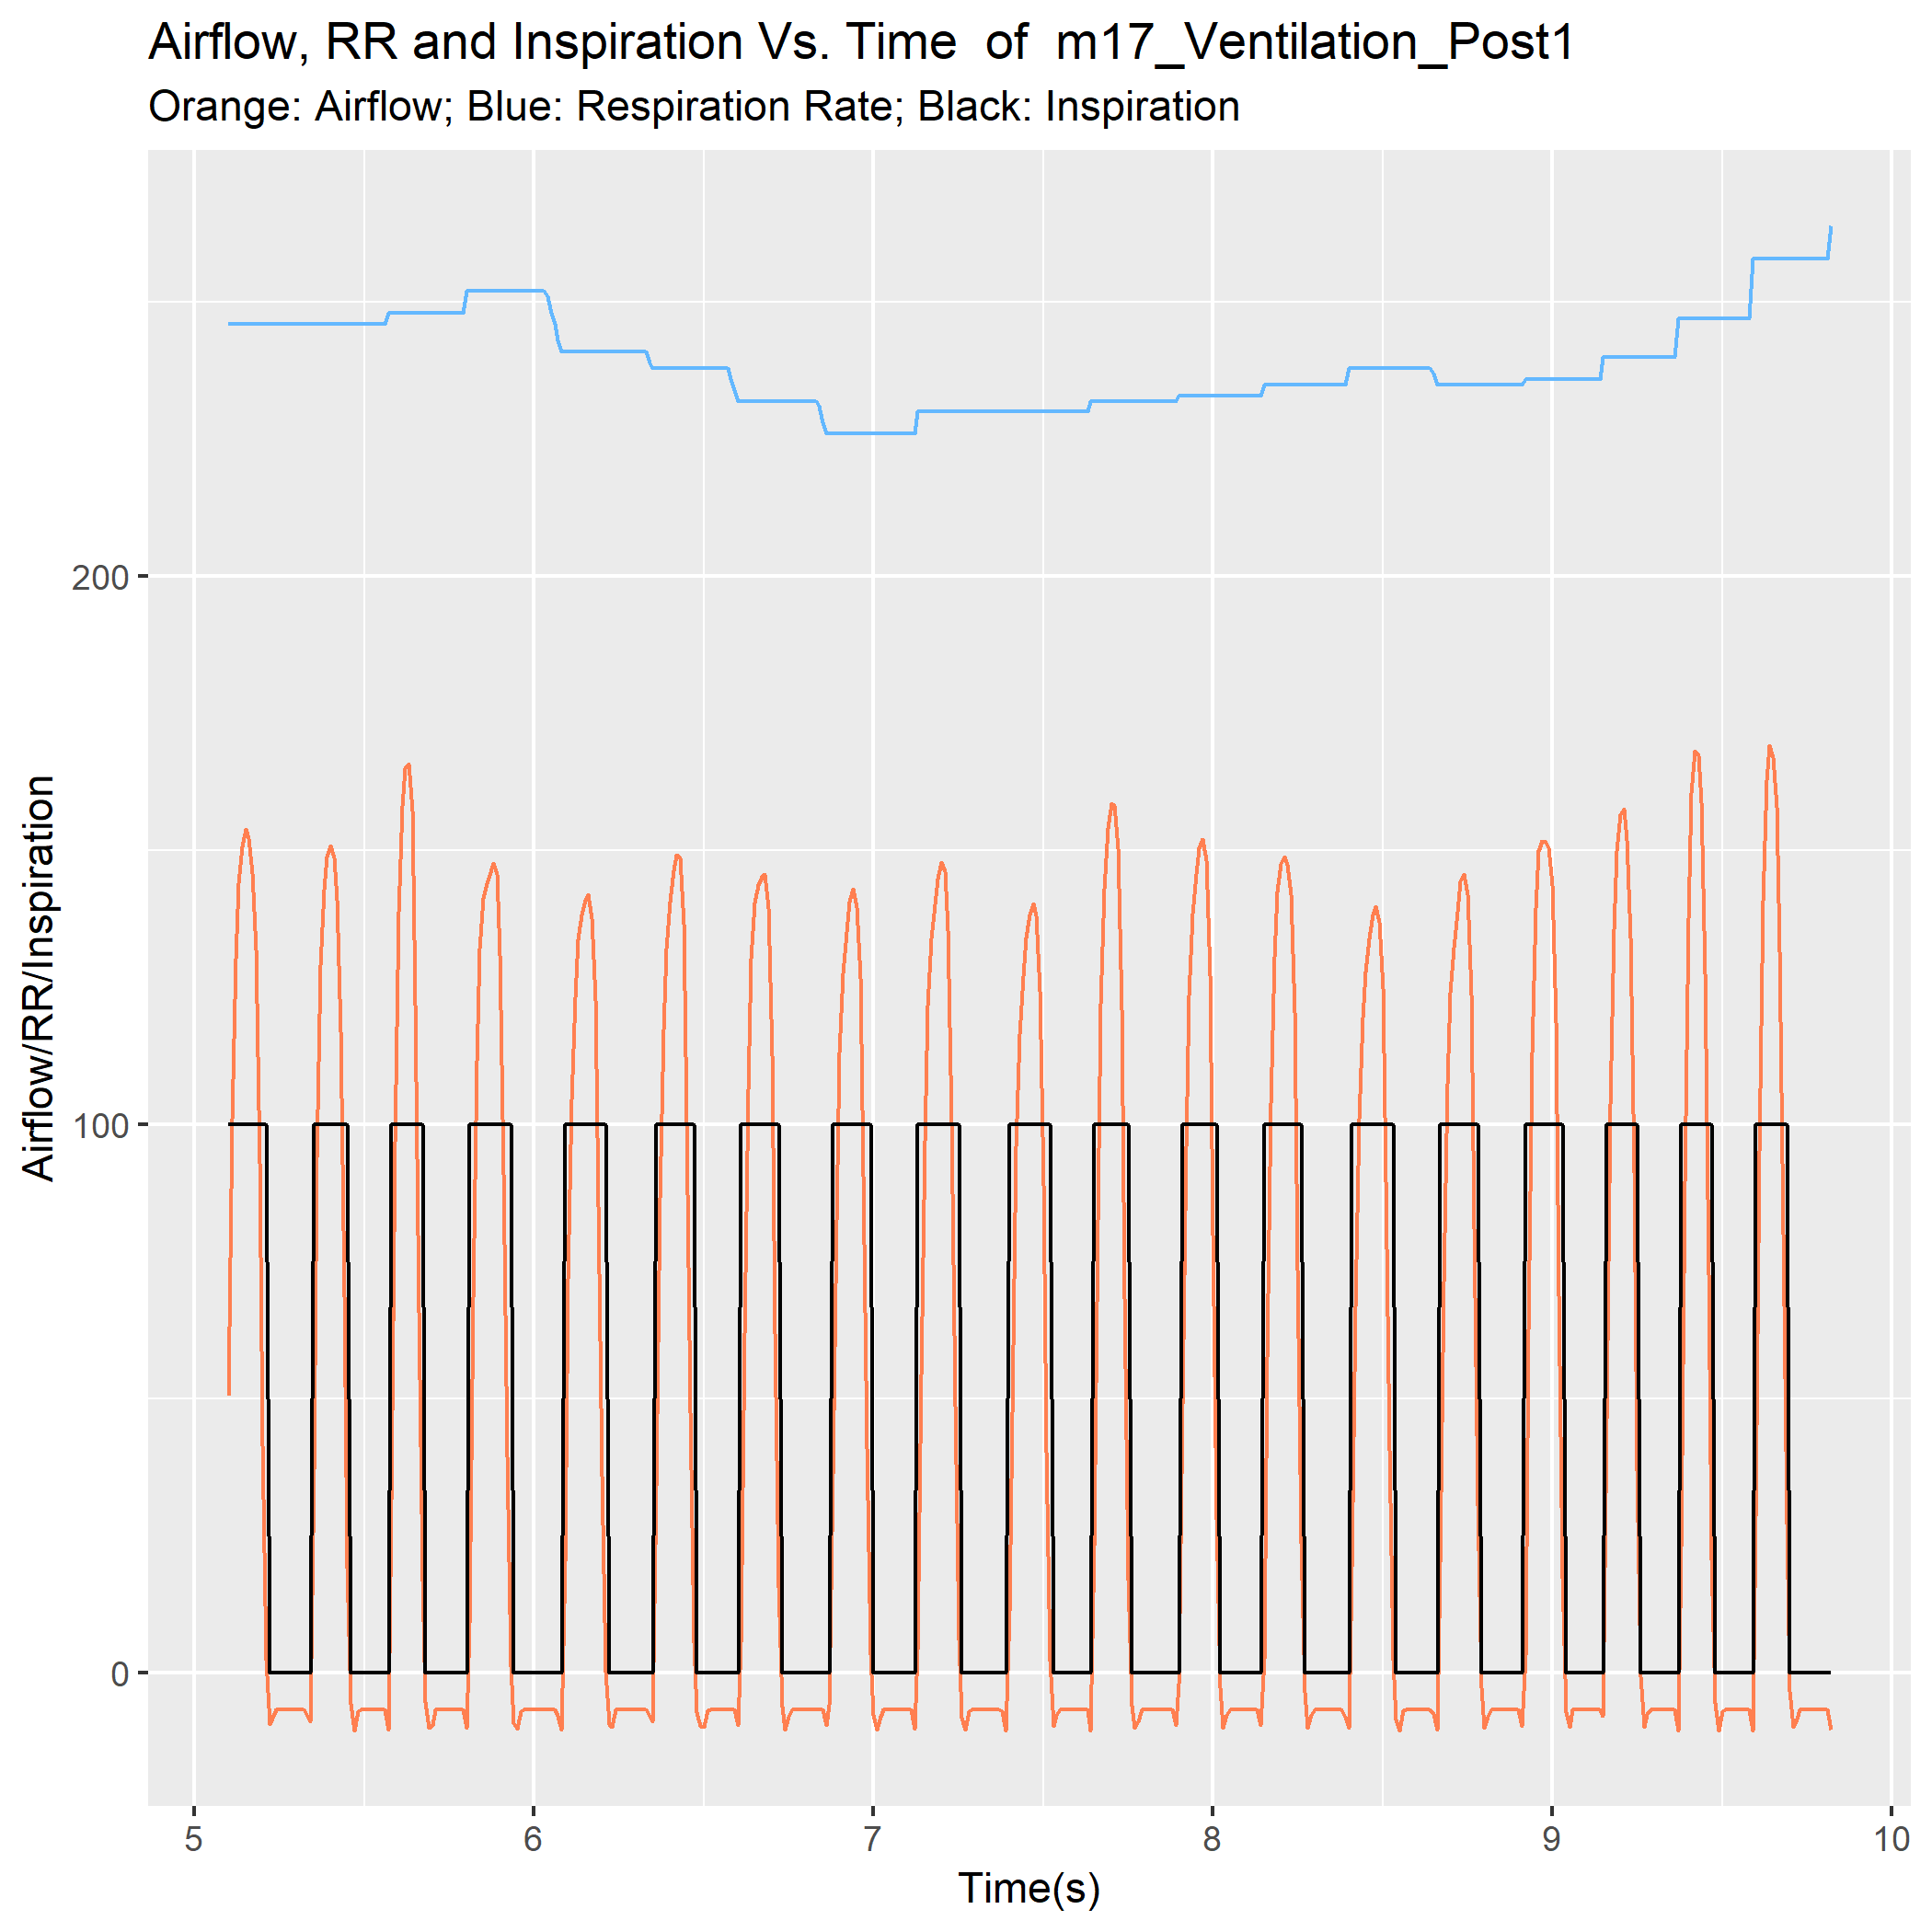 Airflow, RR and Inspiration Vs. Time  of  m17_Ventilation_Post1
Orange: Airflow; Blue: Respiration Rate; Black: Inspiration
Airflow/RR/Inspiration
200
100
0
5 6 7 8 9 10
Time(s)